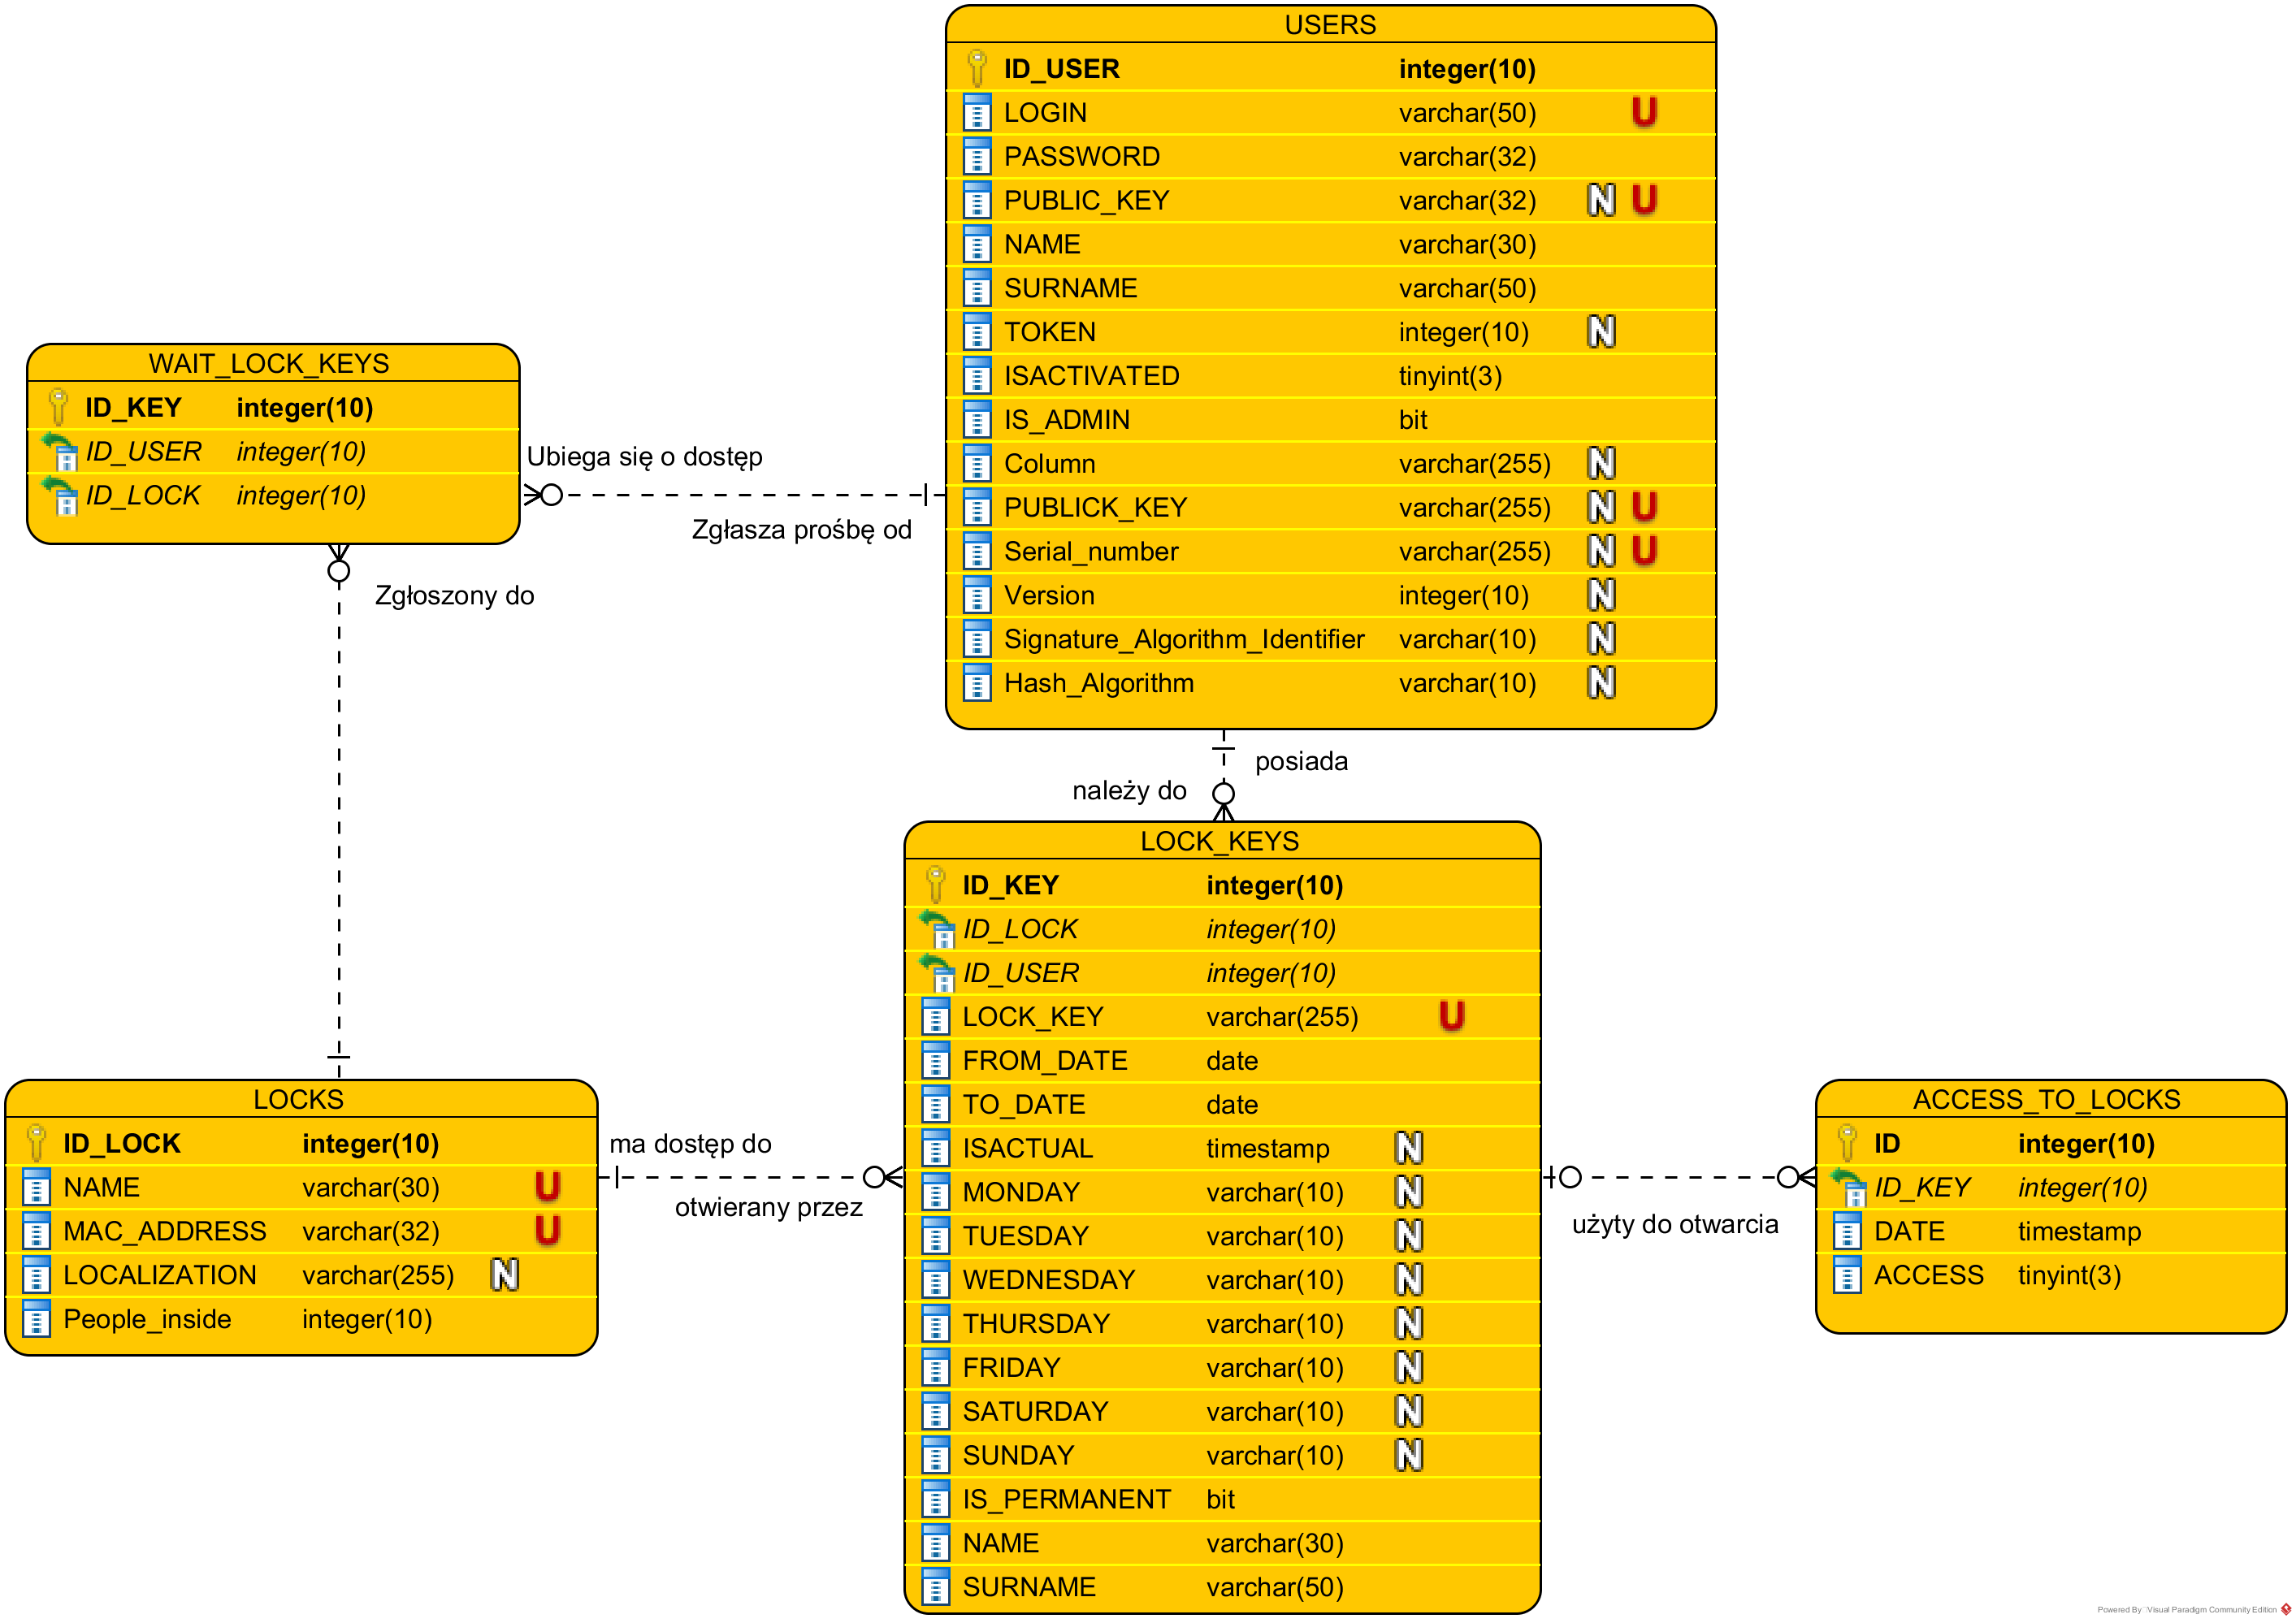 USERS
ID_USER integer(10)
LOGIN varchar(50) U
PASSWORD varchar(32)
PUBLIC_KEY varchar(32) N U
NAME varchar(30)
SURNAME varchar(50)
TOKEN integer(10) N
ISACTIVATED tinyint(3)
IS_ADMIN bit
Column varchar(255) N
PUBLICK_KEY varchar(255) N U
Serial_number varchar(255) N U
Version integer(10) N
Signature_Algorithm_Identifier varchar(10) N
Hash_Algorithm varchar(10) N
WAIT_LOCK_KEYS
ID_KEY integer(10)
ID_USER integer(10)
ID_LOCK integer(10)
Ubiega się o dostęp
Zgłasza prośbę od
Zgłoszony do
posiada
należy do
LOCK_KEYS
ID_KEY integer(10)
ID_LOCK integer(10)
ID_USER integer(10)
LOCK_KEY varchar(255) U
FROM_DATE date
TO_DATE date
ISACTUAL timestamp N
MONDAY varchar(10) N
TUESDAY varchar(10) N
WEDNESDAY varchar(10) N
THURSDAY varchar(10) N
FRIDAY varchar(10) N
SATURDAY varchar(10) N
SUNDAY varchar(10) N
IS_PERMANENT bit
NAME varchar(30)
SURNAME varchar(50)
LOCKS
ID_LOCK integer(10)
NAME varchar(30) U
MAC_ADDRESS varchar(32) U
LOCALIZATION varchar(255) N
People_inside integer(10)
ma dostęp do
otwierany przez
użyty do otwarcia
ACCESS_TO_LOCKS
ID integer(10)
ID_KEY integer(10)
DATE timestamp
ACCESS tinyint(3)
Powered By Visual Paradigm Community Edition